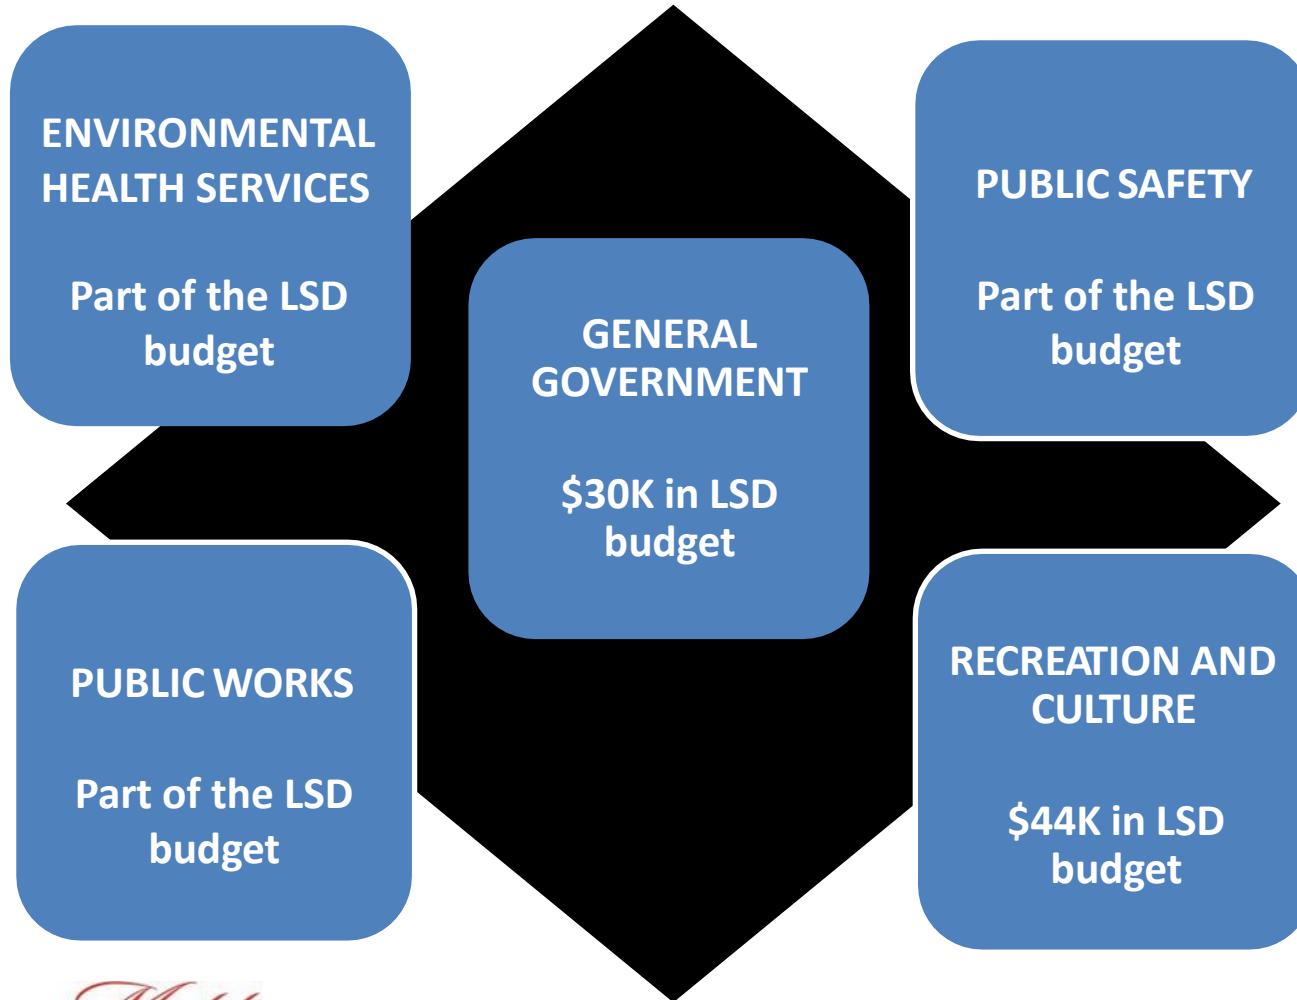 ENVIRONMENTAL
HEALTH SERVICES
Part of the LSD
budget
PUBLIC SAFETY
Part of the LSD
budget
GENERAL
GOVERNMENT
$30K in LSD
budget
PUBLIC WORKS
Part of the LSD
budget
RECREATION AND
CULTURE
$44K in LSD
budget